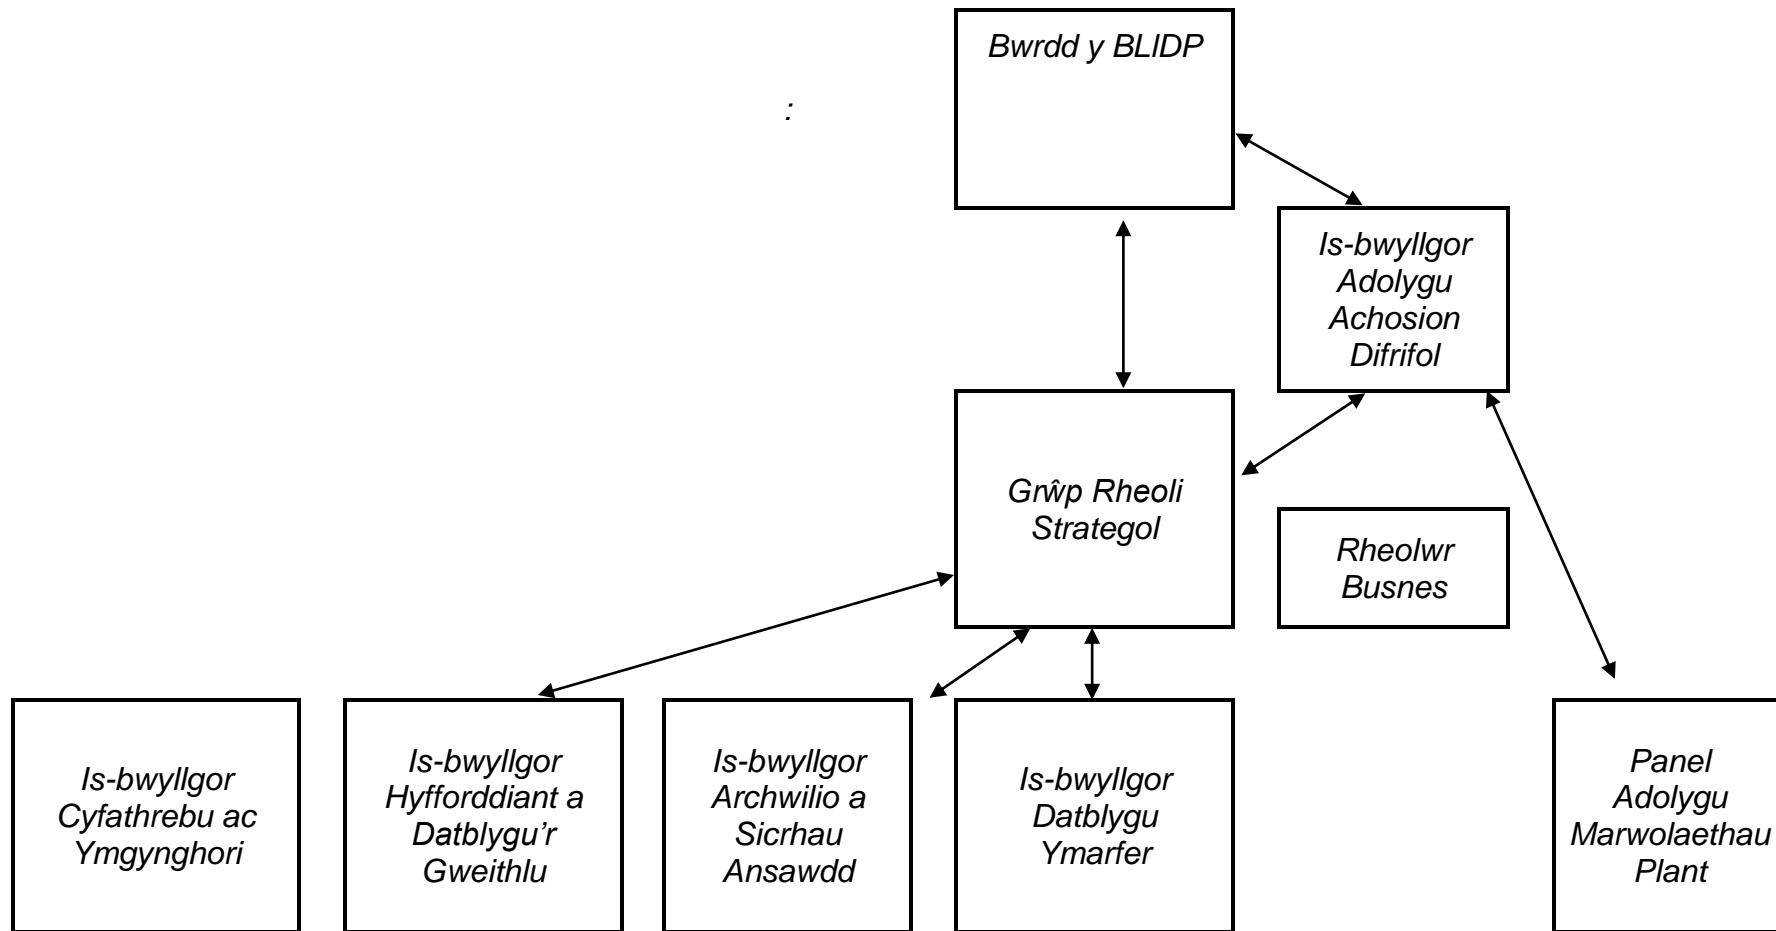 Bwrdd y BLlDP
:
Is-bwyllgor
Adolygu
Achosion
Difrifol
Grŵp Rheoli
Strategol
Rheolwr
Busnes
Is-bwyllgor
Cyfathrebu ac
Ymgynghori
Is-bwyllgor
Hyfforddiant a
Datblygu’r
Gweithlu
Is-bwyllgor
Archwilio a
Sicrhau
Ansawdd
Is-bwyllgor
Datblygu
Ymarfer
Panel
Adolygu
Marwolaethau
Plant